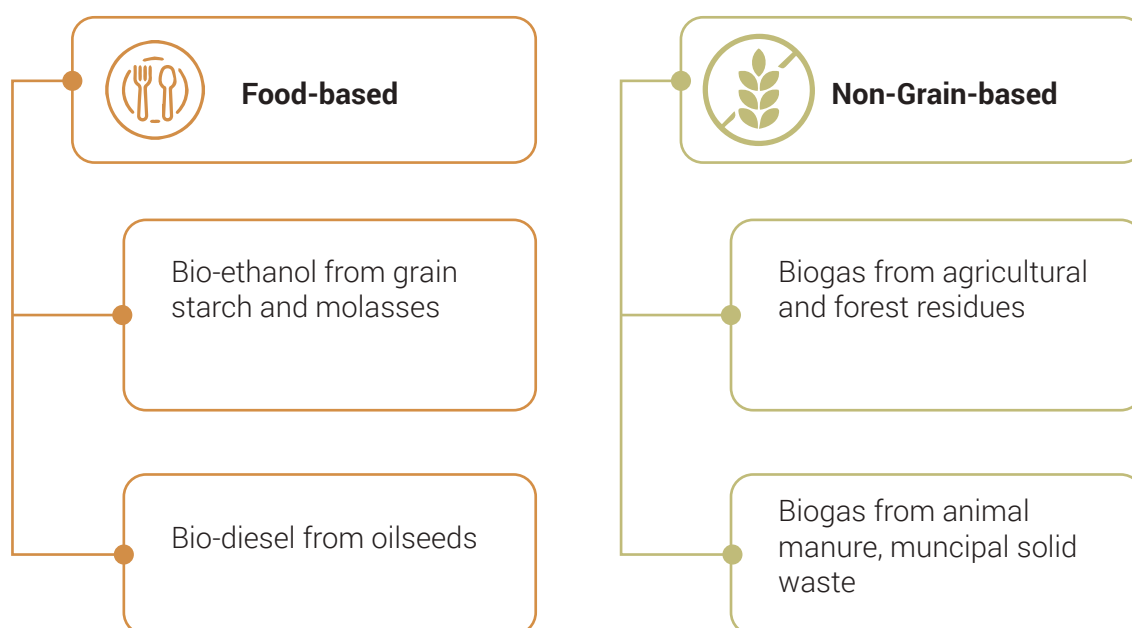 Food-based
Bio-ethanol from grain
starch and molasses
Bio-diesel from oilseeds
Non-Grain-based
Biogas from agricultural
and forest residues
Biogas from animal
manure, muncipal solid
waste